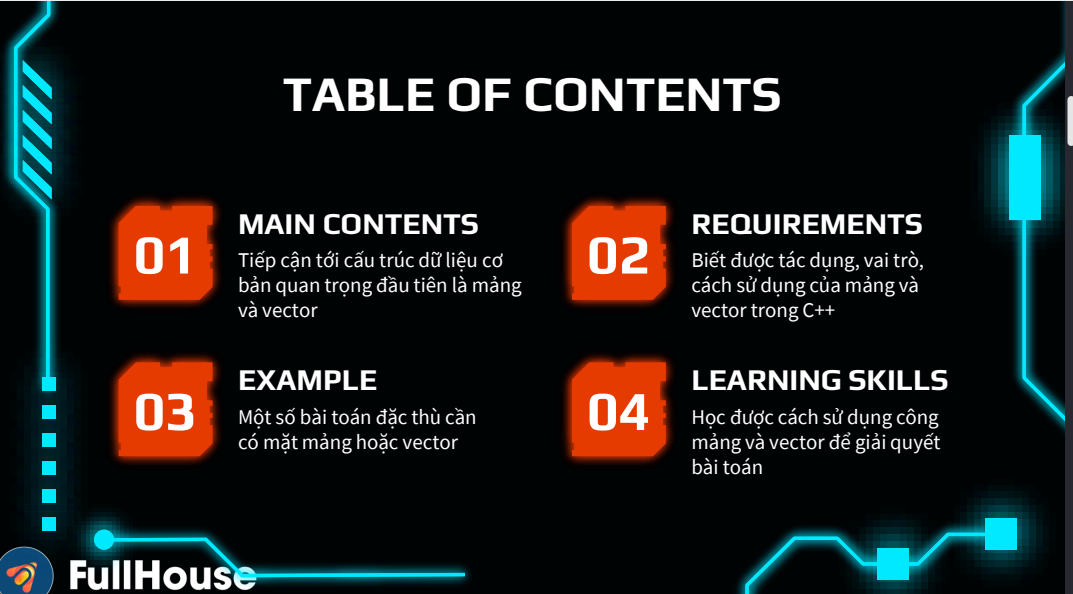 TABLE OF CONTENTS
01
MAIN CONTENTS
Tiếp cận tới cấu trúc dữ liệu cơ
bản quan trọng đầu tiên là mảng
và vector
02
REQUIREMENTS
Biết được tác dụng, vai trò,
cách sử dụng của mảng và
vector trong C++
03
EXAMPLE
Một số bài toán đặc thù cần
có mặt mảng hoặc vector
04
LEARNING SKILLS
Học được cách sử dụng công
mảng và vector để giải quyết
bài toán
FullHouse